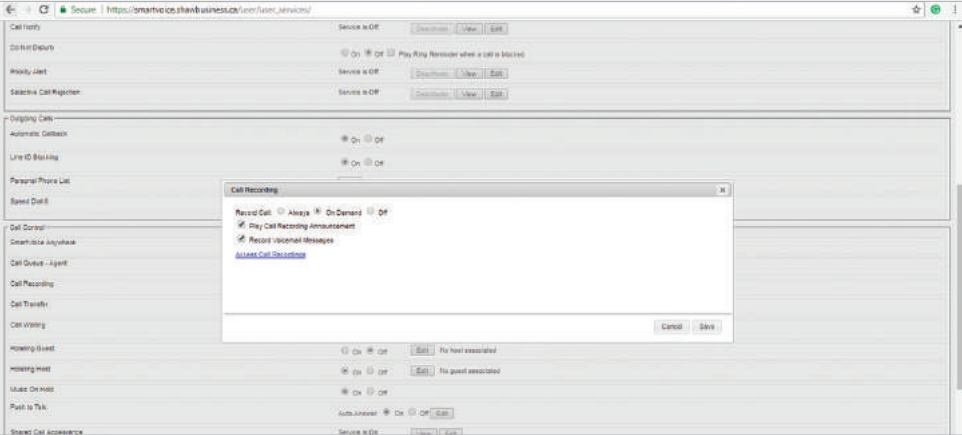 Secure | https://smartvoice.shawbusiness.ca/user/user_services/
Call Notify Service is Off Deactivate View Edit
Do Not Disturb On Off Play Ring Reminder when a call is blocked
Priority Alert Service is Off Deactivate View Edit
Selective Call Rejection Service is Off Deactivate View Edit
Outgoing Calls
Automatic Callback On Off
Line ID Blocking On Off
Personal Phone List
Speed Dial 8
Call Recording x
Record Call: Always On Demand Off
Play Call Recording Announcement
Record Voicemail Messages
Access Call Recordings
Cancel Save
Call Control
SmartVoice Anywhere
Call Queue - Agent
Call Recording
Call Transfer
Call Waiting
Hoteling Guest On Off Edit No host associated
Hoteling Host On Off Edit No guest associated
Music On Hold On Off
Push to Talk Auto-Answer On Off Edit
Shared Call Appearance Service is On View Edit